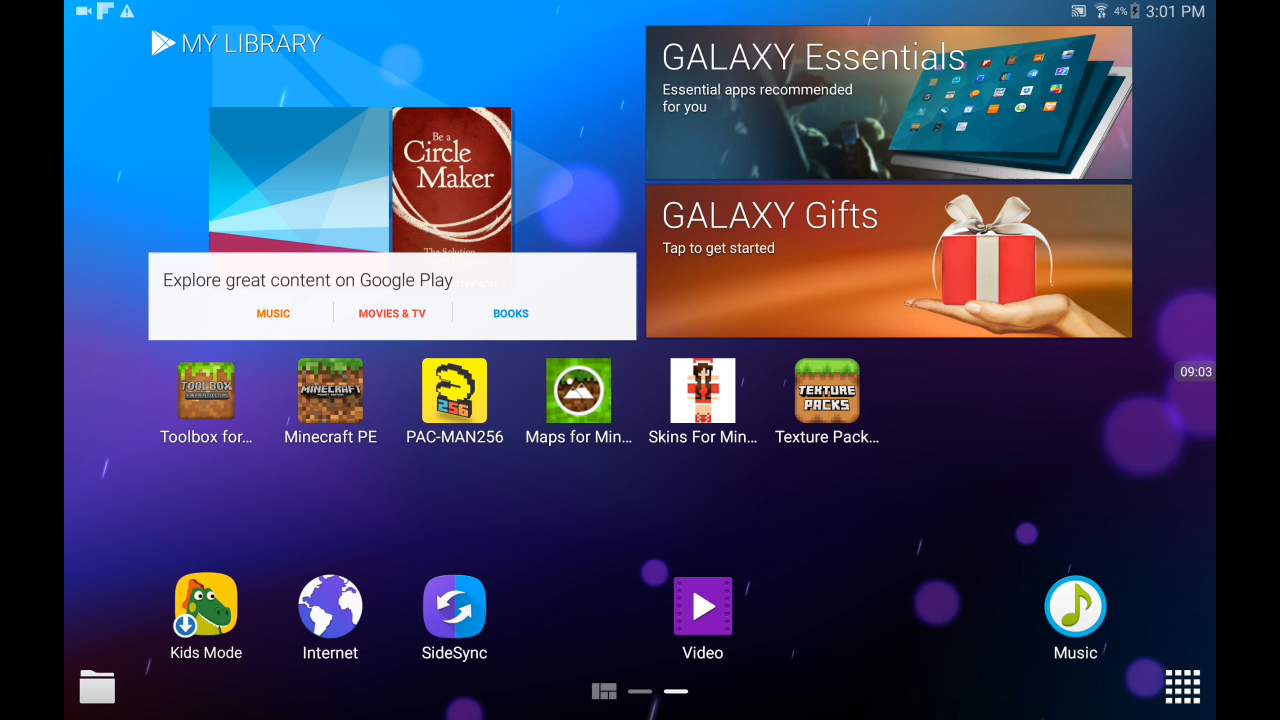 4%
3:01 PM
MY LIBRARY
Be a
Circle
Maker
The Solution
Explore great content on Google Play
MUSIC
MOVIES & TV
BOOKS
GALAXY Essentials
Essential apps recommended
for you
GALAXY Gifts
Tap to get started
09:03
TOOLBOX
MINECRAFT
256
TEXTURE
PACKS
Toolbox for...
Minecraft PE
PAC-MAN256
Maps for Min...
Skins For Min...
Texture Pack...
Kids Mode
Internet
SideSync
Video
Music